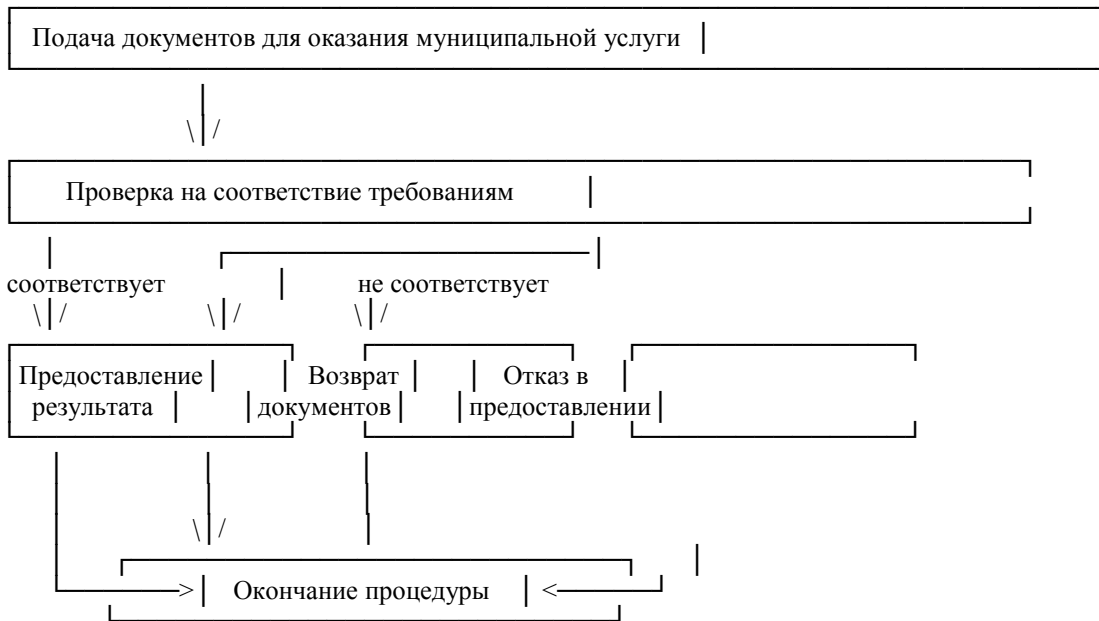 Подача документов для оказания муниципальной услуги
Проверка на соответствие требованиям
соответствует не соответствует
Предоставление Возврат Отказ в
результата документов предоставлении
Окончание процедуры